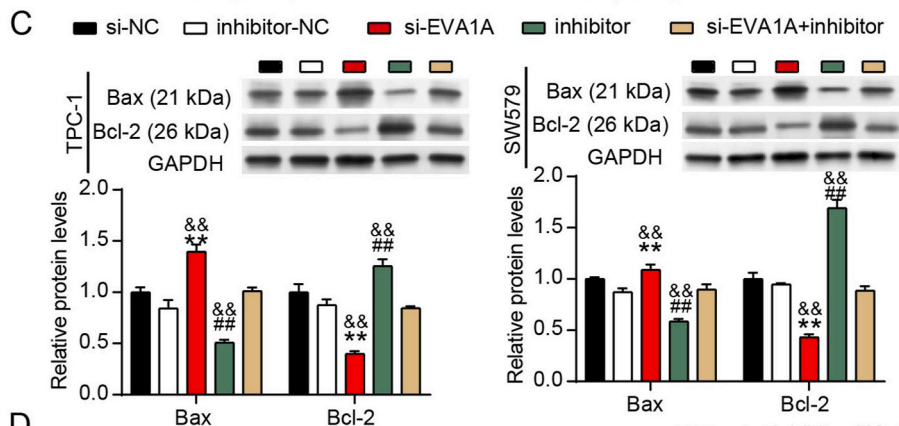 C
si-NC inhibitor-NC si-EVA1A inhibitor si-EVA1A+inhibitor
TPC-1
Bax (21 kDa)
Bcl-2 (26 kDa)
GAPDH
Relative protein levels
2.0
1.5
1.0
0.5
0.0
&&
**
&&
##
&&
**
&&
##
Bax Bcl-2
SW579
Bax (21 kDa)
Bcl-2 (26 kDa)
GAPDH
Relative protein levels
2.0
1.5
1.0
0.5
0.0
&&
**
&&
##
&&
**
&&
##
Bax Bcl-2
D